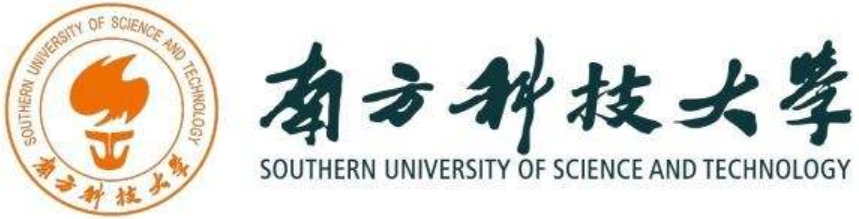 SOUTHERN UNIVERSITY OF SCIENCE AND TECHNOLOGY
南方科技大学
南方科技大学
SOUTHERN UNIVERSITY OF SCIENCE AND TECHNOLOGY